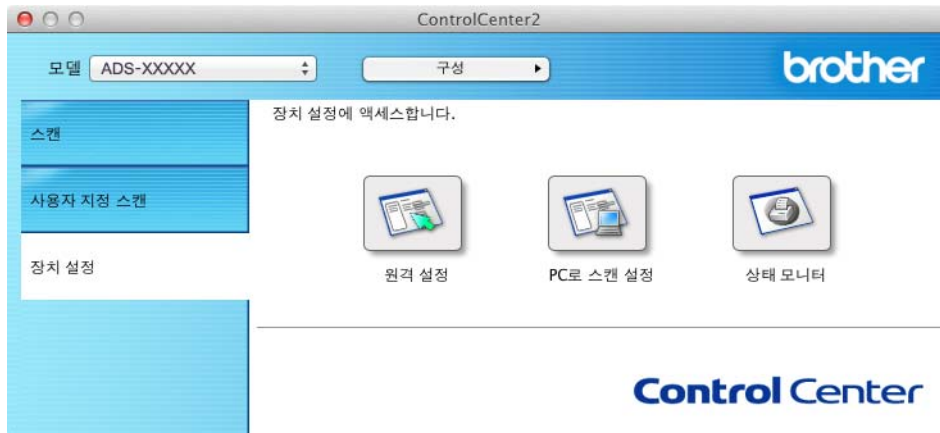 ControlCenter2
모델 ADS-XXXXX 구성 brother
스캔
사용자 지정 스캔
장치 설정
장치 설정에 액세스합니다.
원격 설정 PC로 스캔 설정 상태 모니터
Control Center